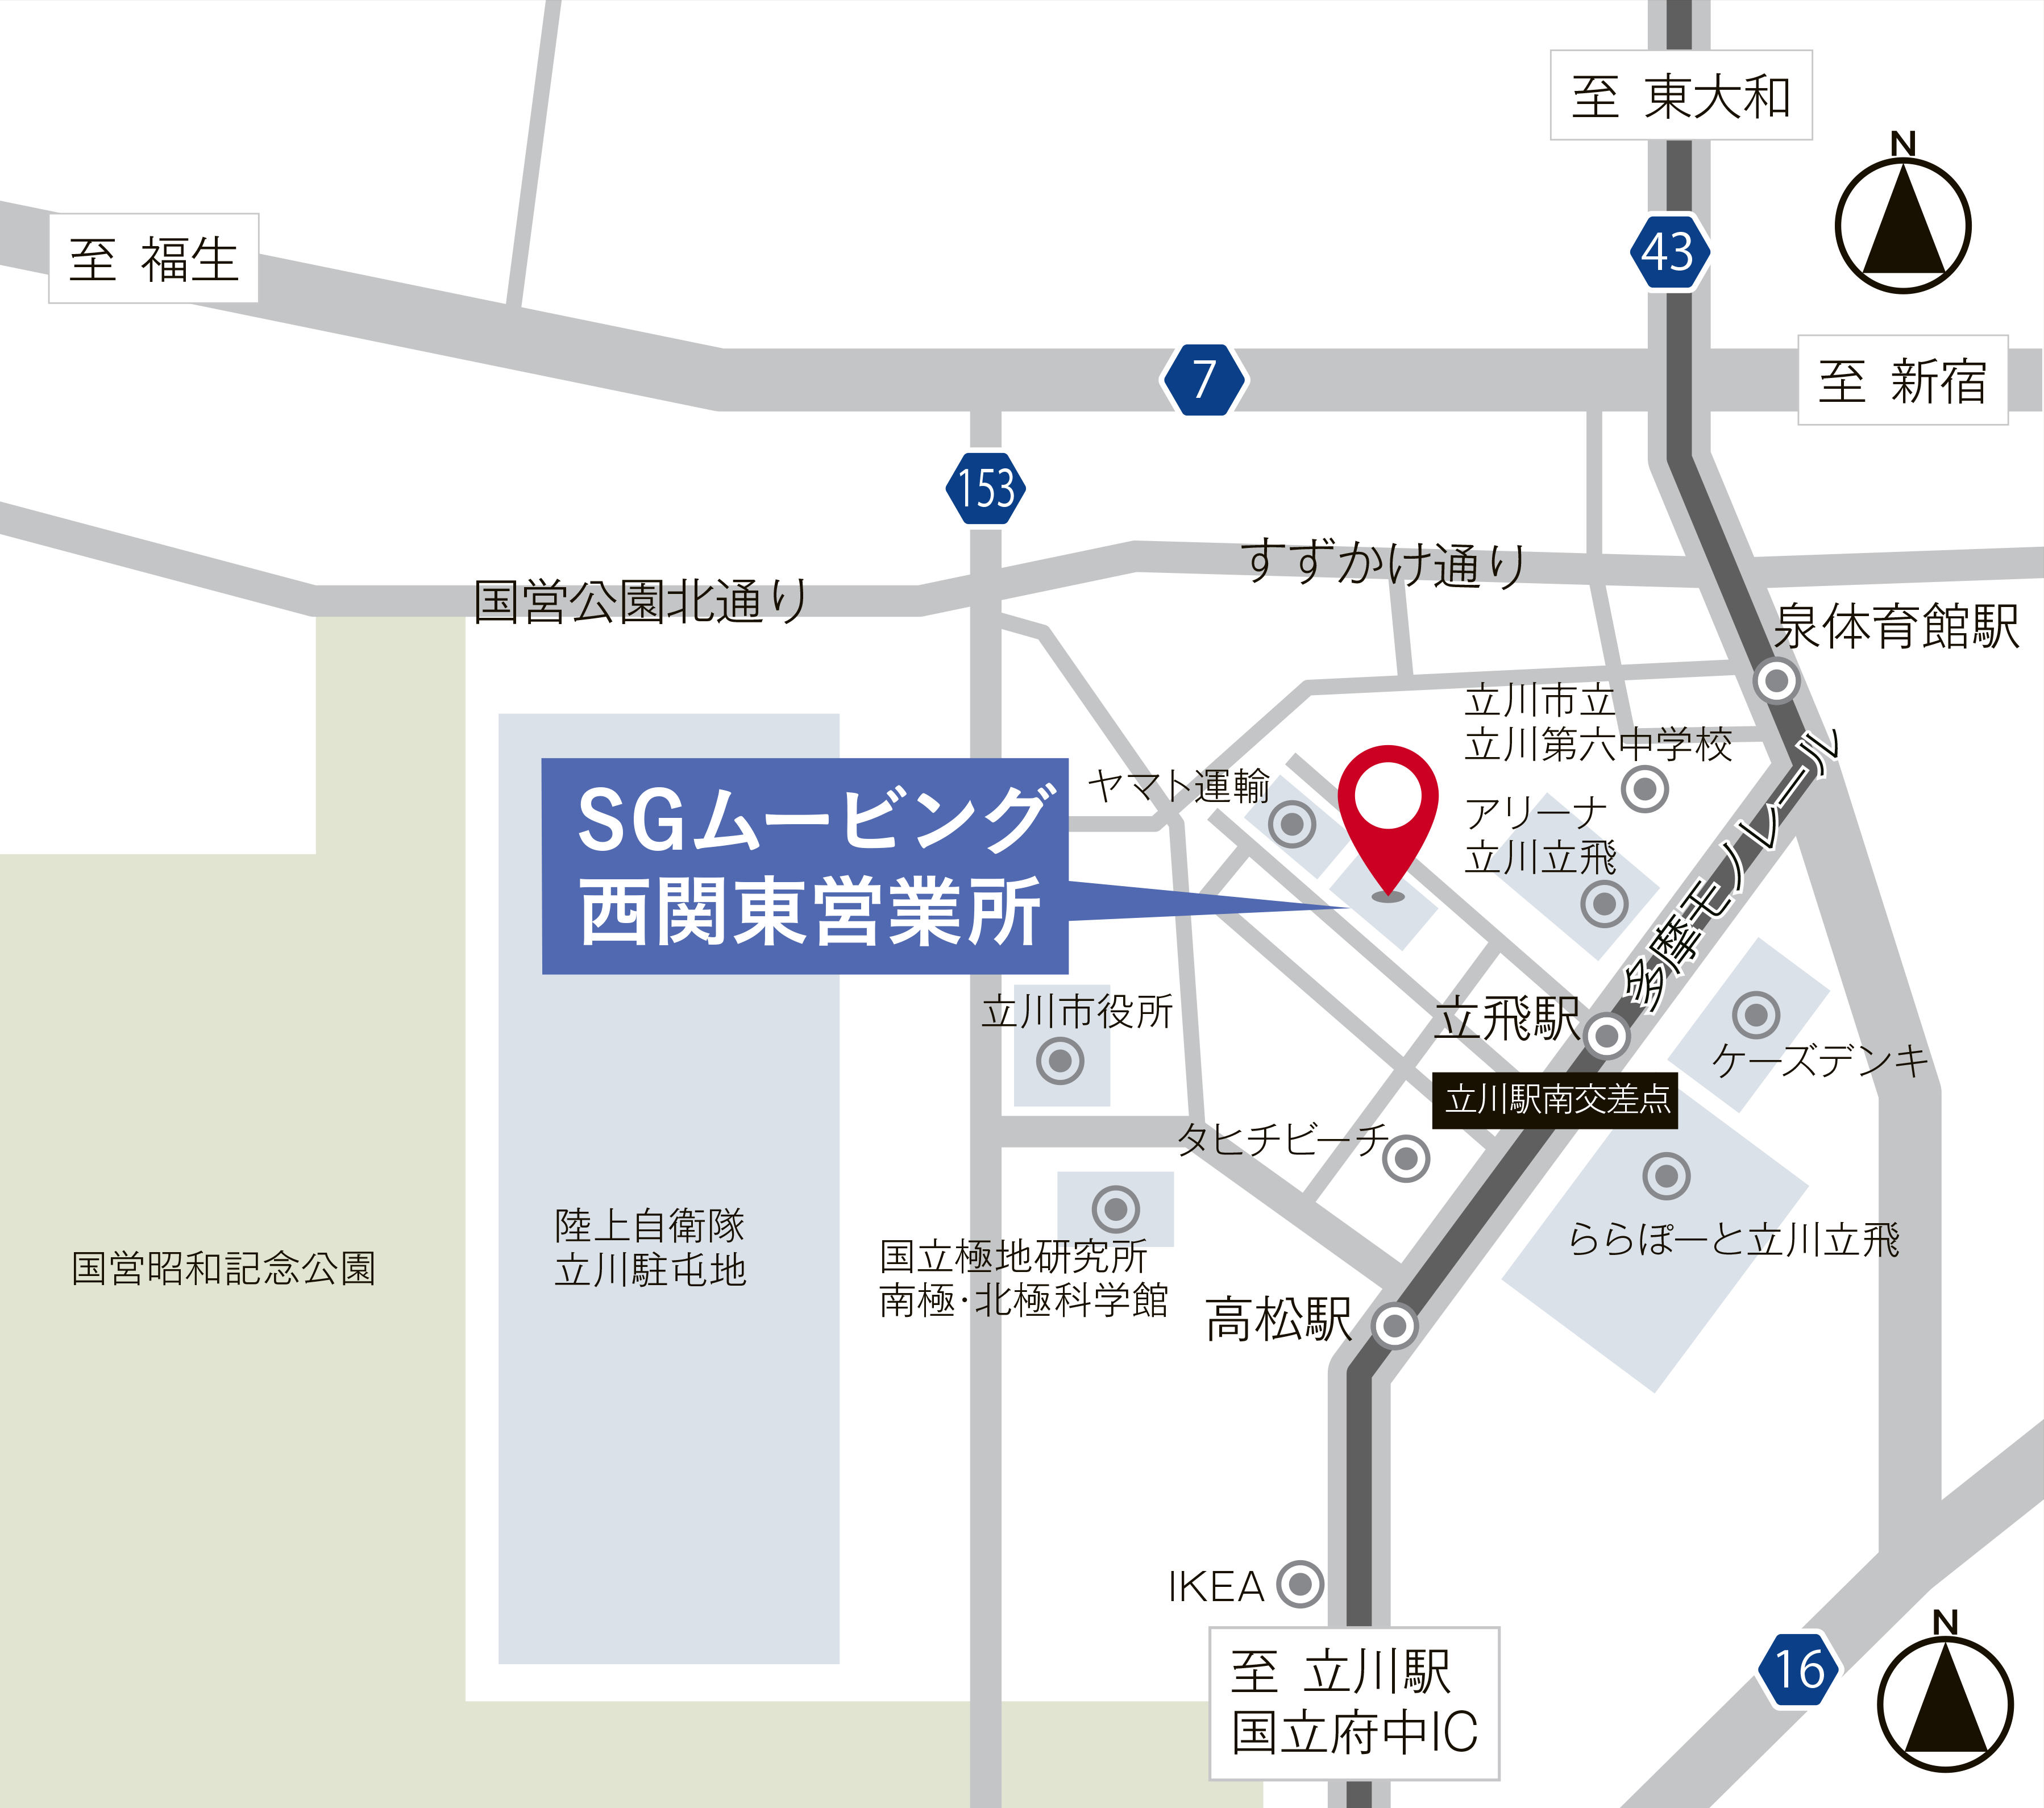 至 東大和
N
43
至 福生
至 新宿
7
153
すずかけ通り
国営公園北通り
泉体育館駅
立川市立
立川第六中学校
ヤマト運輸
アリーナ
立川立飛
多摩モノレール
SGムービング
西関東営業所
立川市役所
立飛駅
ケーズデンキ
立川駅南交差点
タヒチビーチ
陸上自衛隊
立川駐屯地
国営昭和記念公園
国立極地研究所
南極･北極科学館
ららぽーと立川立飛
高松駅
IKEA
至 立川駅
国立府中IC
16
N